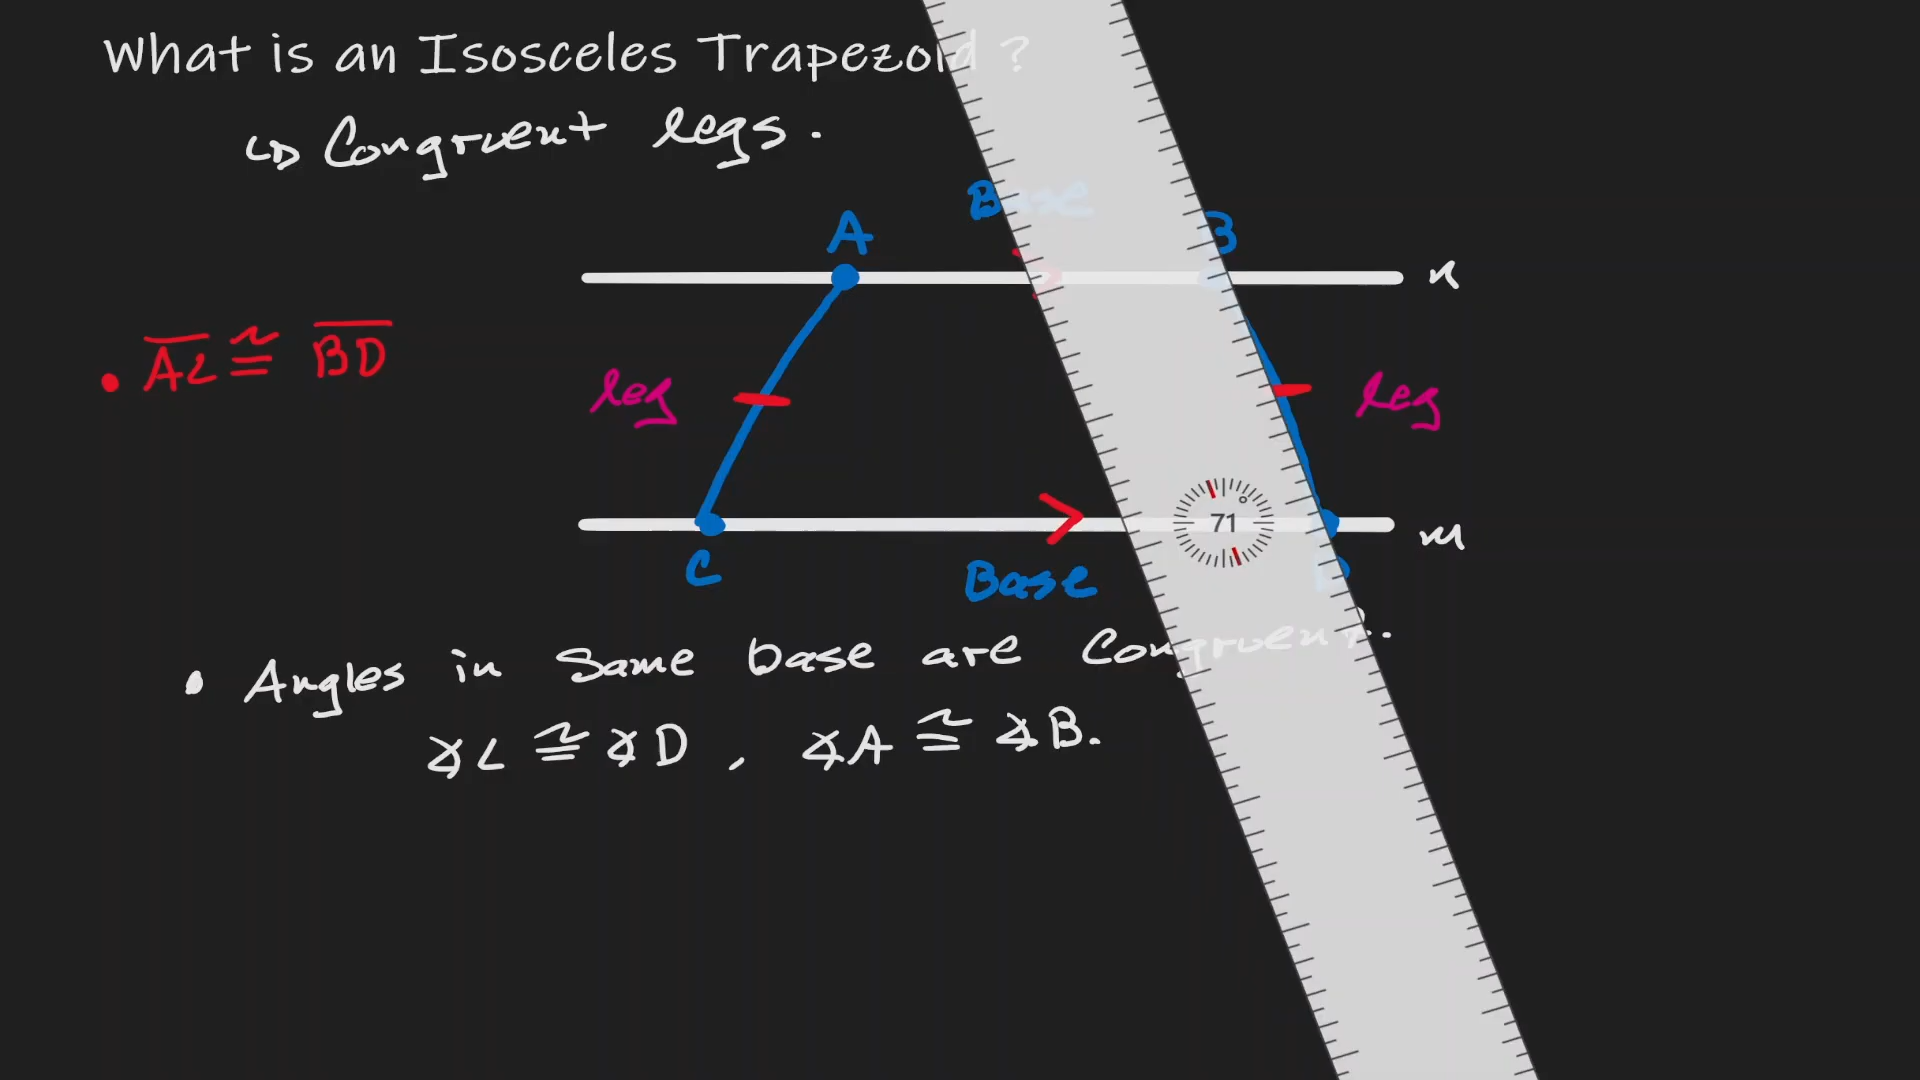 What is an Isosceles Trapezoid ?
↳ Congruent legs.
Base
A B
n
• AC ≅ BD
leg leg
71°
m
C Base D
• Angles in Same base are Congruent.
∡C ≅ ∡D , ∡A ≅ ∡B.